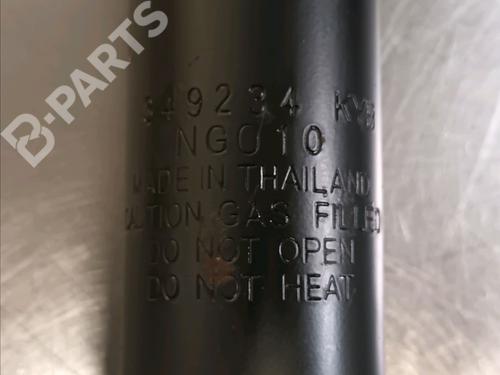 B-PARTS
349234 KYB
NG010
MADE IN THAILAND
CAUTION GAS FILLED
DO NOT OPEN
DO NOT HEAT